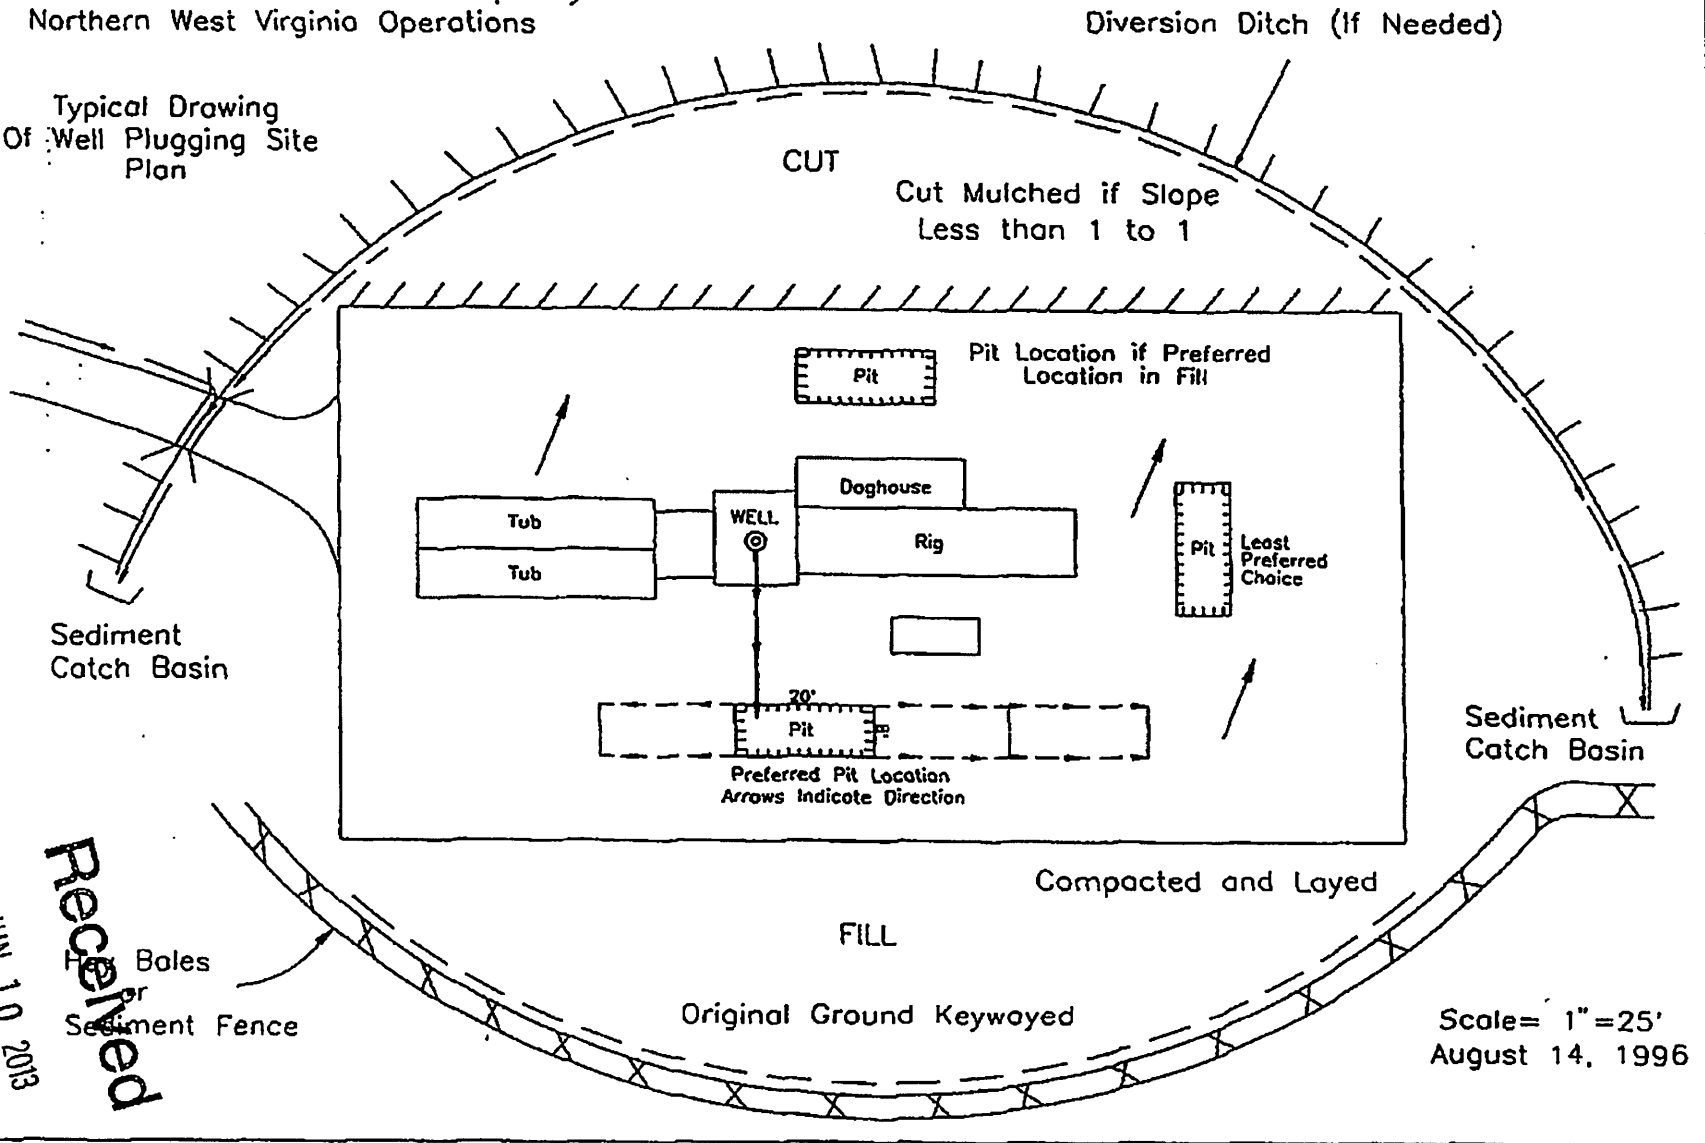 Northern West Virginia Operations
Diversion Ditch (If Needed)
Typical Drawing
Of Well Plugging Site
Plan
CUT
Cut Mulched if Slope
Less than 1 to 1
Pit
Pit Location if Preferred
Location in Fill
Doghouse
Tub
WELL
Rig
Tub
Pit
Least
Preferred
Choice
Sediment
Catch Basin
20'
Pit
8'
Preferred Pit Location
Arrows Indicate Direction
Sediment
Catch Basin
Compacted and Layed
FILL
Hay Bales
or
Sediment Fence
Original Ground Keywayed
Scale= 1"=25'
August 14, 1996
Received
10 2013